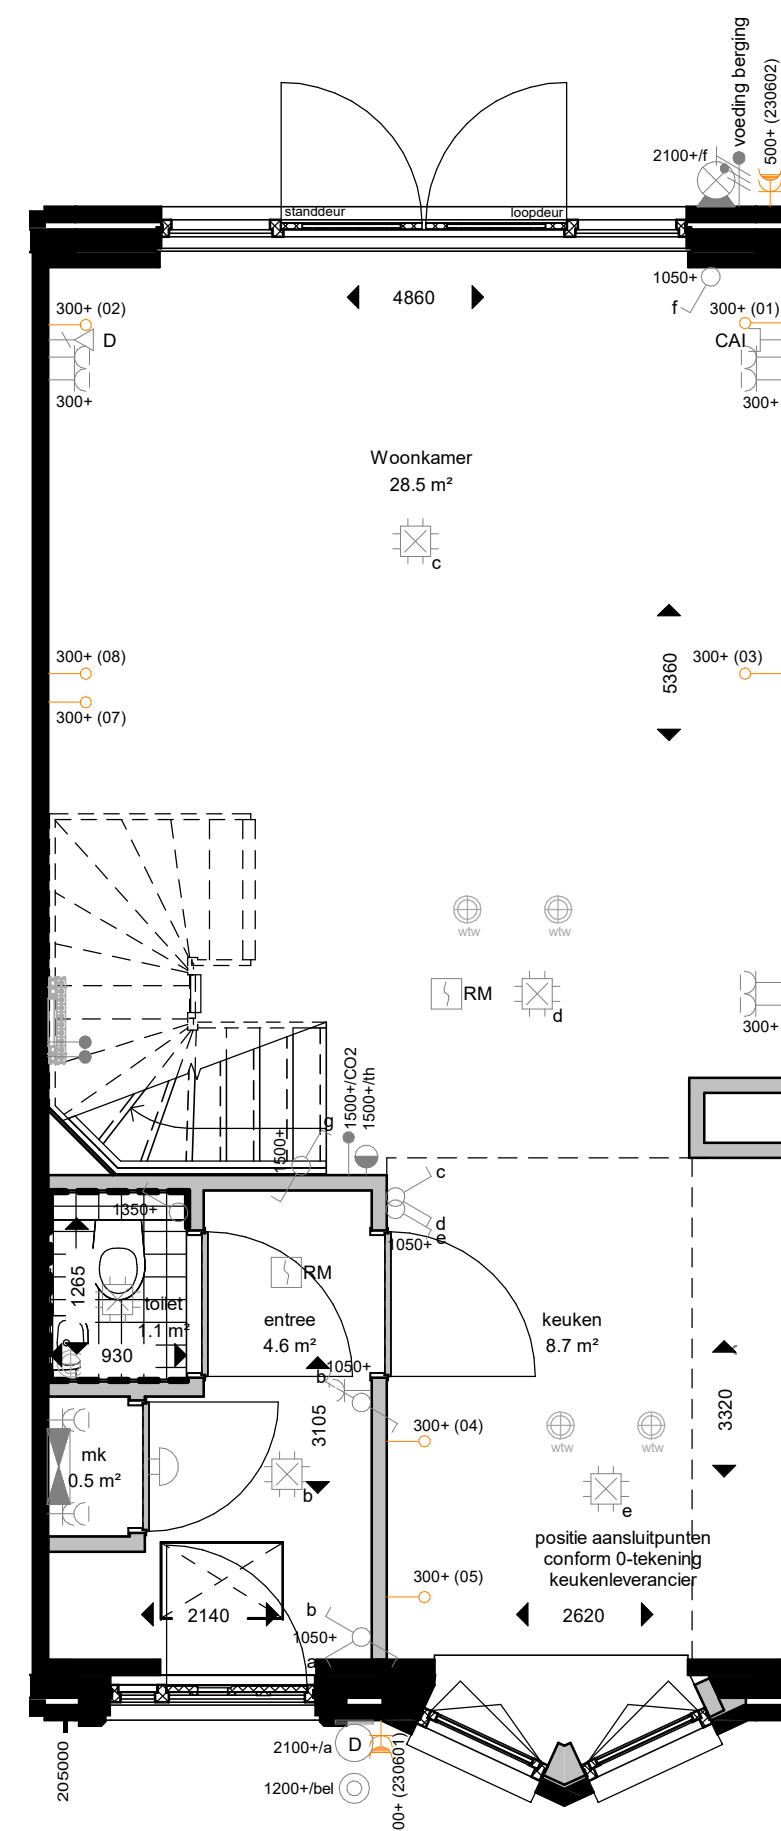 voeding berging
500+ (230602)
2100+/f
standdeur
loopdeur
4860
1050+
f
300+ (02)
300+ (01)
D
CAI
300+
300+
Woonkamer
28.5 m²
c
5360
300+ (08)
300+ (03)
300+ (07)
wtw
wtw
RM
d
300+
1500+/CO2
1500+/th
g
1500+
c
1350+
d
e
1050+
1265
RM
toilet
1.1 m²
entree
4.6 m²
keuken
8.7 m²
930
1050+
b
3105
3320
300+ (04)
wtw
wtw
mk
0.5 m²
b
e
positie aansluitpunten
conform 0-tekening
keukenleverancier
300+ (05)
b
2140
2620
1050+
a
205000
2100+/a
D
00+ (230601)
1200+/bel